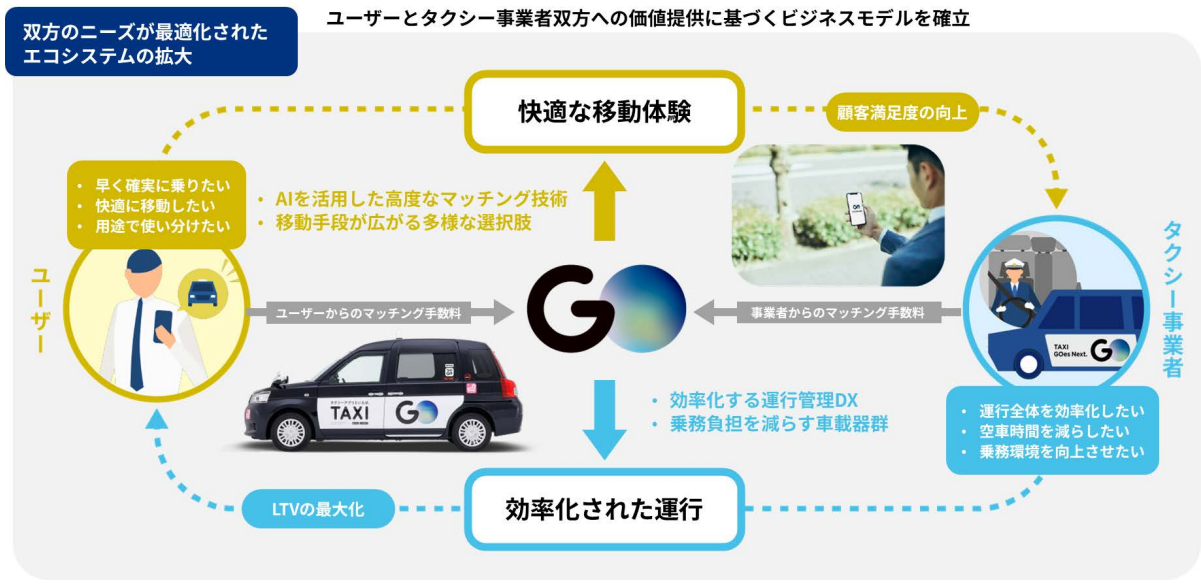 ユーザーとタクシー事業者双方への価値提供に基づくビジネスモデルを確立
双方のニーズが最適化された
エコシステムの拡大
快適な移動体験
顧客満足度の向上
・ 早く確実に乗りたい
・ 快適に移動したい
・ 用途で使い分けたい
・ AIを活用した高度なマッチング技術
・ 移動手段が広がる多様な選択肢
ユーザー
タクシー事業者
ユーザーからのマッチング手数料
GO
事業者からのマッチング手数料
TAXI
GOes Next.
GO
TAXI
GO
・ 効率化する運行管理DX
・ 乗務負担を減らす車載器群
・ 運行全体を効率化したい
・ 空車時間を減らしたい
・ 乗務環境を向上させたい
LTVの最大化
効率化された運行